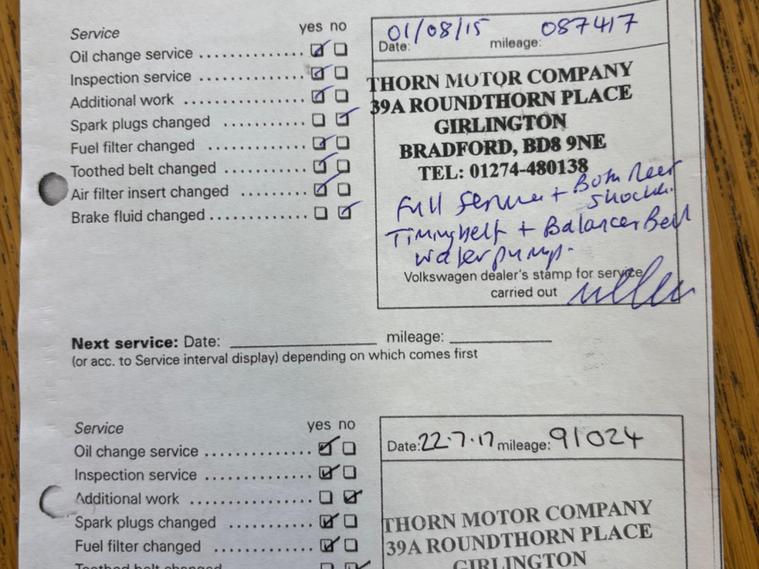 Service yes no
Oil change service
Inspection service
Additional work
Spark plugs changed
Fuel filter changed
Toothed belt changed
Air filter insert changed
Brake fluid changed
Date: 01/08/15 mileage: 087417
THORN MOTOR COMPANY
39A ROUNDTHORN PLACE
GIRLINGTON
BRADFORD, BD8 9NE
TEL: 01274-480138
Full Service + Both Reer
Shocks.
Timingbelt + Balancer Belt
waterpump.
Volkswagen dealer's stamp for service
carried out
Next service: Date: mileage:
(or acc. to Service interval display) depending on which comes first
Service yes no
Oil change service
Inspection service
Additional work
Spark plugs changed
Fuel filter changed
Toothed belt changed
Date: 22.7.17 mileage: 91024
THORN MOTOR COMPANY
39A ROUNDTHORN PLACE
GIRLINGTON